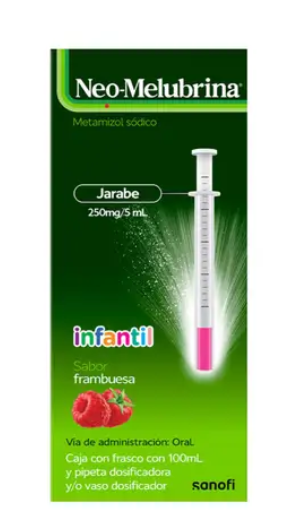 Neo-Melubrina®
Metamizol sódico
Jarabe
250mg/5 mL
infantil
Sabor
frambuesa
Vía de administración: Oral.
Caja con frasco con 100mL
y pipeta dosificadora
y/o vaso dosificador
sanofi